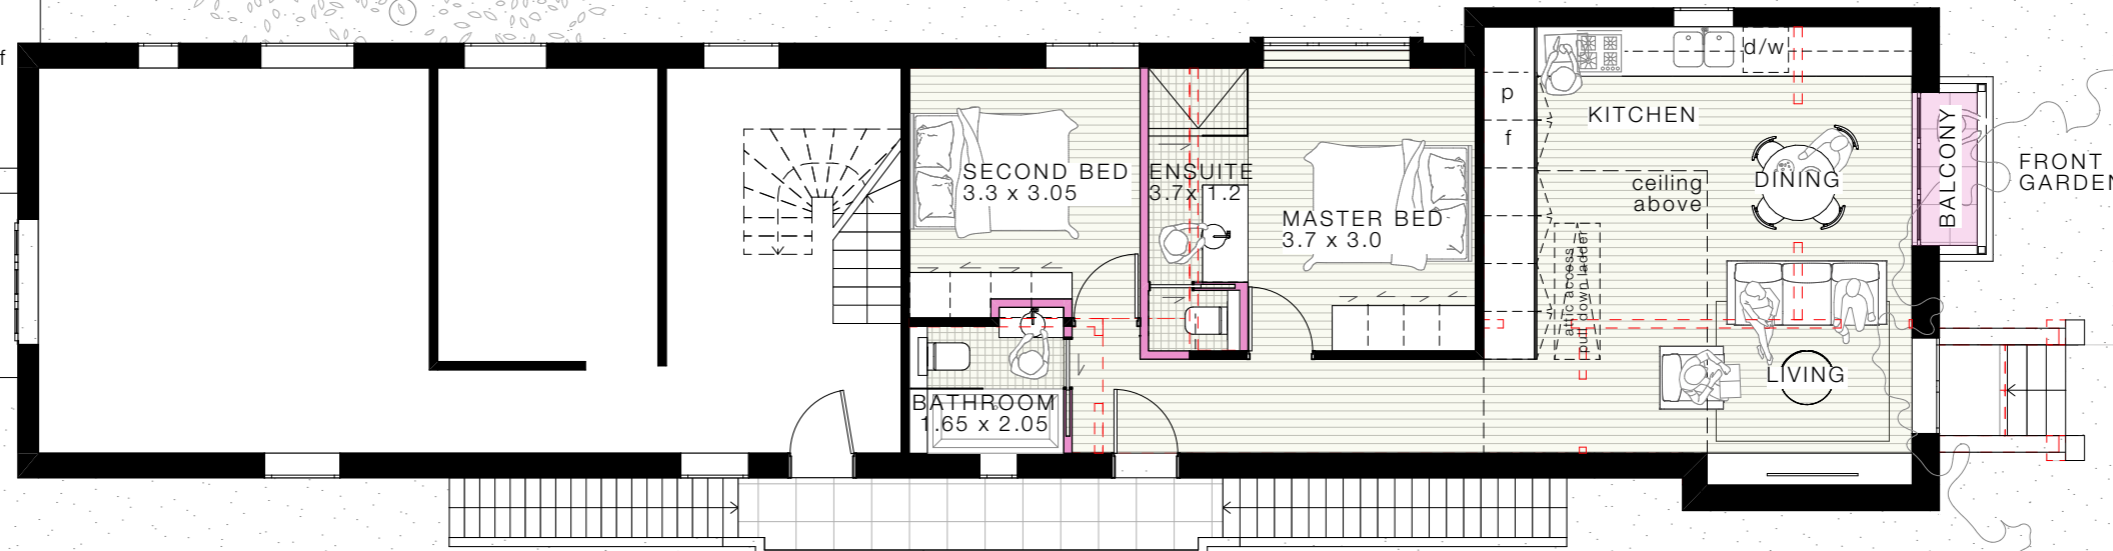 f
d/w
p
f
KITCHEN
SECOND BED
3.3 x 3.05
ENSUITE
3.7x 1.2
MASTER BED
3.7 x 3.0
ceiling
above
DINING
BALCONY
FRONT
GARDEN
attic access
pull down ladder
LIVING
BATHROOM
1.65 x 2.05